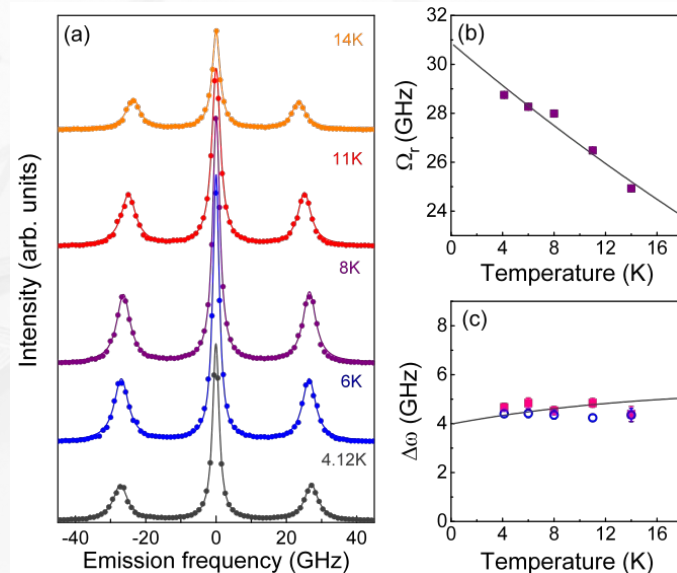 (a)
14K
11K
8K
6K
4.12K
Intensity (arb. units)
-40 -20 0 20 40
Emission frequency (GHz)
(b)
30
28
26
24
Ωr (GHz)
0 4 8 12 16
Temperature (K)
(c)
8
6
4
2
0
Δω (GHz)
0 4 8 12 16
Temperature (K)